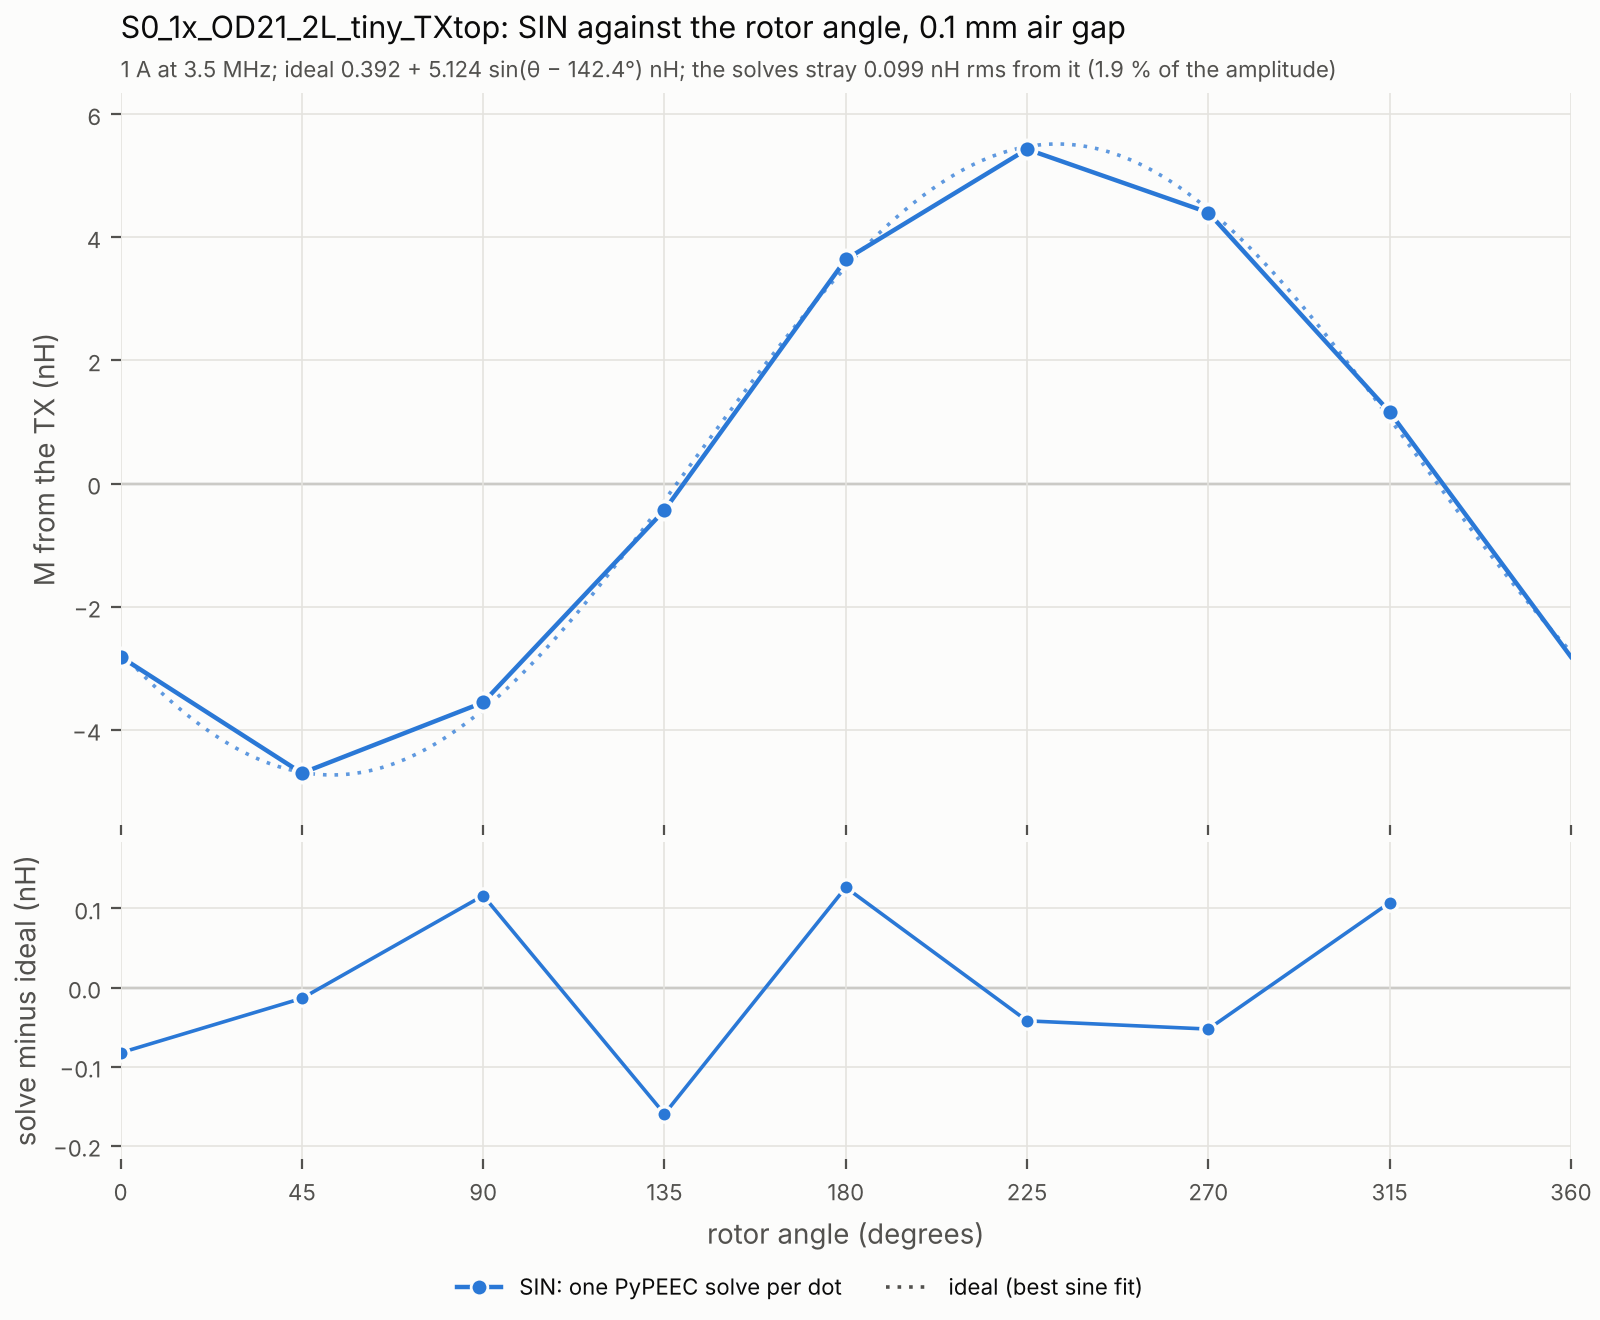 S0_1x_OD21_2L_tiny_TXtop: SIN against the rotor angle, 0.1 mm air gap
1 A at 3.5 MHz; ideal 0.392 + 5.124 sin(θ − 142.4°) nH; the solves stray 0.099 nH rms from it (1.9 % of the amplitude)
M from the TX (nH)
6
4
2
0
−2
−4
solve minus ideal (nH)
0.1
0.0
−0.1
−0.2
0 45 90 135 180 225 270 315 360
rotor angle (degrees)
SIN: one PyPEEC solve per dot
ideal (best sine fit)